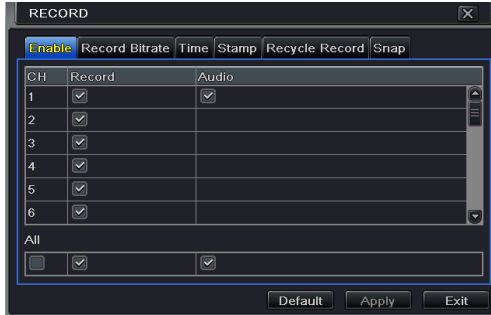 RECORD
Enable Record Bitrate Time Stamp Recycle Record Snap
CH Record Audio
1
2
3
4
5
6
All
Default Apply Exit